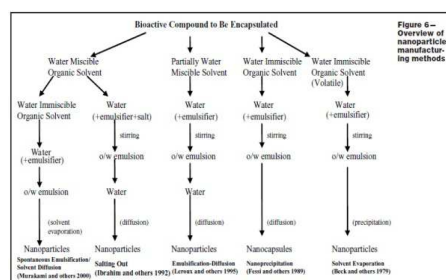 Bioactive Compound to Be Encapsulated
Figure 6—
Overview of
nanoparticle
manufactur-
ing methods
Water Miscible
Organic Solvent
Partially Water
Miscible Solvent
Water Immiscible
Organic Solvent
Water Immiscible
Organic Solvent
(Volatile)
Water Immiscible
Organic Solvent
Water
(+emulsifier+salt)
Water
(+emulsifier)
Water
(+emulsifier)
Water
(+emulsifier)
stirring
stirring
stirring
stirring
Water
(+emulsifier)
o/w emulsion
o/w emulsion
o/w emulsion
o/w emulsion
o/w emulsion
Water
Water
(solvent
evaporation)
(diffusion)
(diffusion)
(diffusion)
(precipitation)
Nanoparticles
Spontaneous Emulsification/
Solvent Diffusion
(Murakami and others 2000)
Nanoparticles
Salting Out
(Ibrahim and others 1992)
Nanoparticles
Emulsification-Diffusion
(Leroux and others 1995)
Nanocapsules
Nanoprecipitation
(Fessi and others 1989)
Nanoparticles
Solvent Evaporation
(Beck and others 1979)